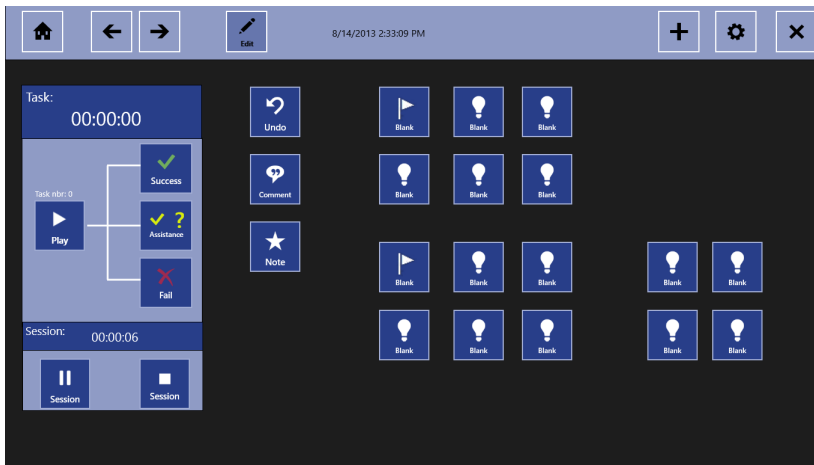 Edit
8/14/2013 2:33:09 PM
Task:
00:00:00
Task nbr: 0
Play
Success
Assistance
Fail
Session:
00:00:06
Session
Session
Undo
Comment
Note
Blank Blank Blank
Blank Blank Blank
Blank Blank Blank Blank Blank
Blank Blank Blank Blank Blank